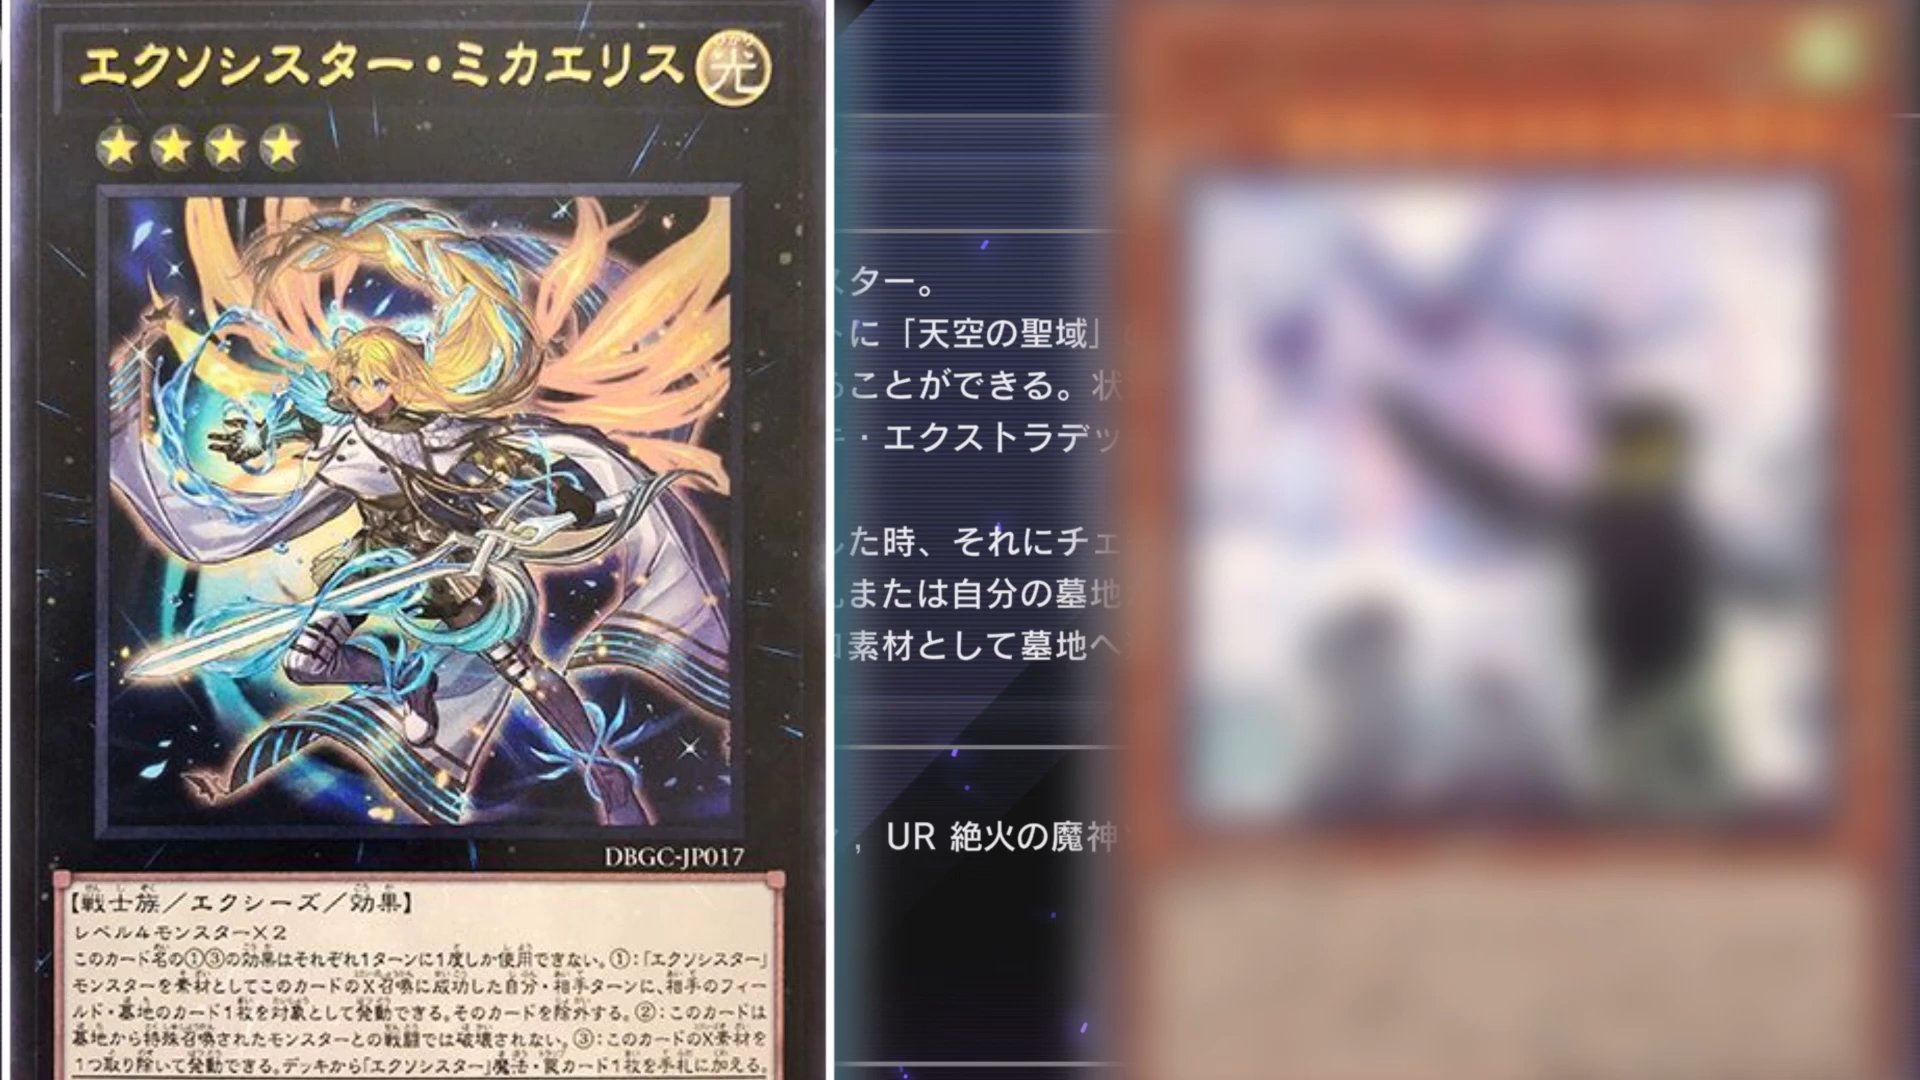 エクソシスター・ミカエリス
光
DBGC-JP017
【戦士族／エクシーズ／効果】
レベル4モンスター×2
このカード名の①③の効果はそれぞれ1ターンに1度しか使用できない。①：「エクソシスター」
モンスターを素材としてこのカードのX召喚に成功した自分・相手ターンに、相手のフィー
ルド・墓地のカード1枚を対象として発動できる。そのカードを除外する。②：このカードは
墓地から特殊召喚されたモンスターとの戦闘では破壊されない。③：このカードのX素材を
1つ取り除いて発動できる。デッキから「エクソシスター」魔法・罠カード1枚を手札に加える。
スター。
に「天空の聖域」
ことができる。状
・エクストラデッ
した時、それにチェ
または自分の墓地
素材として墓地へ
, UR 絶火の魔神